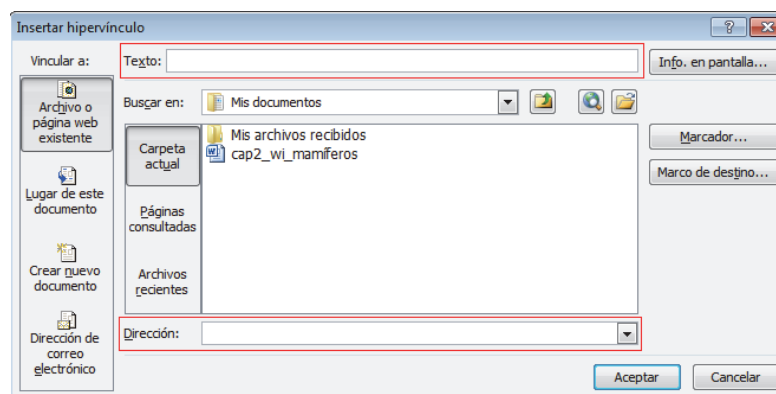 Insertar hipervínculo
Vincular a:
Texto:
Info. en pantalla...
Archivo o
página web
existente
Buscar en:
Mis documentos
Carpeta
actual
Mis archivos recibidos
cap2_wi_mamíferos
Marcador...
Marco de destino...
Lugar de este
documento
Páginas
consultadas
Crear nuevo
documento
Archivos
recientes
Dirección de
correo
electrónico
Dirección:
Aceptar
Cancelar